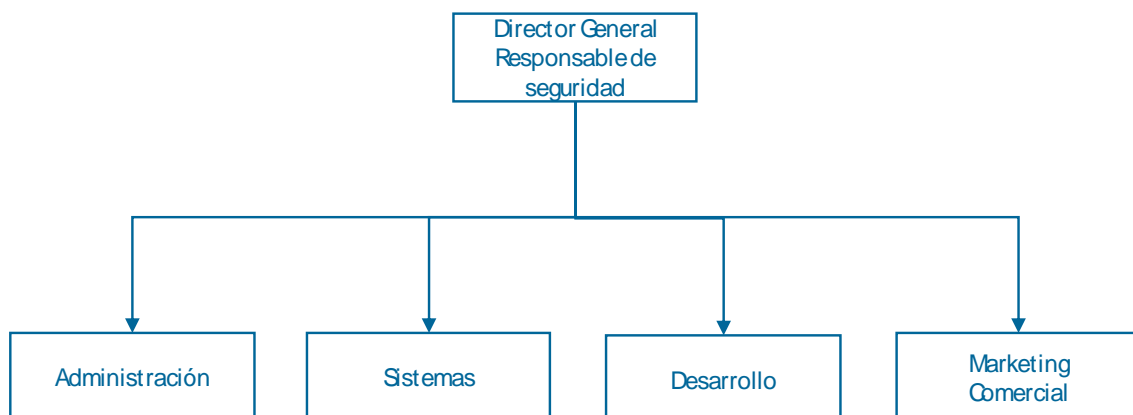 Director General
Responsable de
seguridad
Administración
Sistemas
Desarrollo
Marketing
Comercial